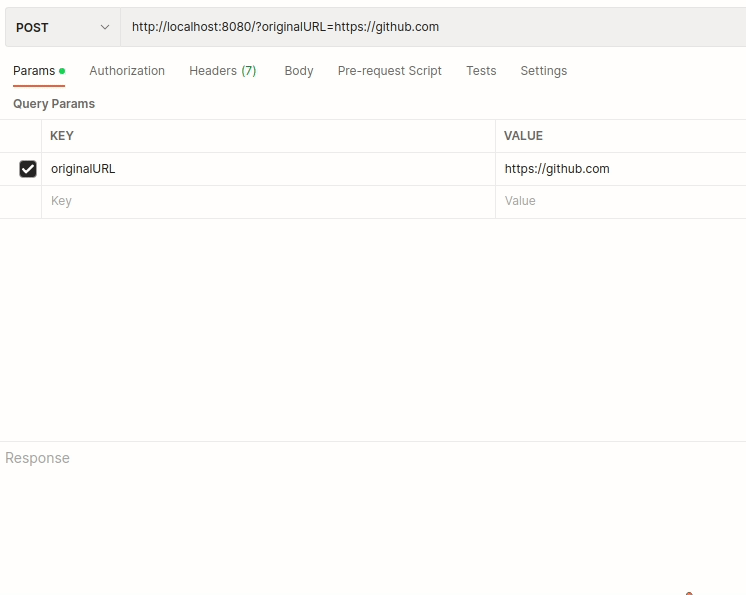 POST http://localhost:8080/?originalURL=https://github.com
Params Authorization Headers (7) Body Pre-request Script Tests Settings
Query Params
KEY VALUE
originalURL https://github.com
Key Value
Response